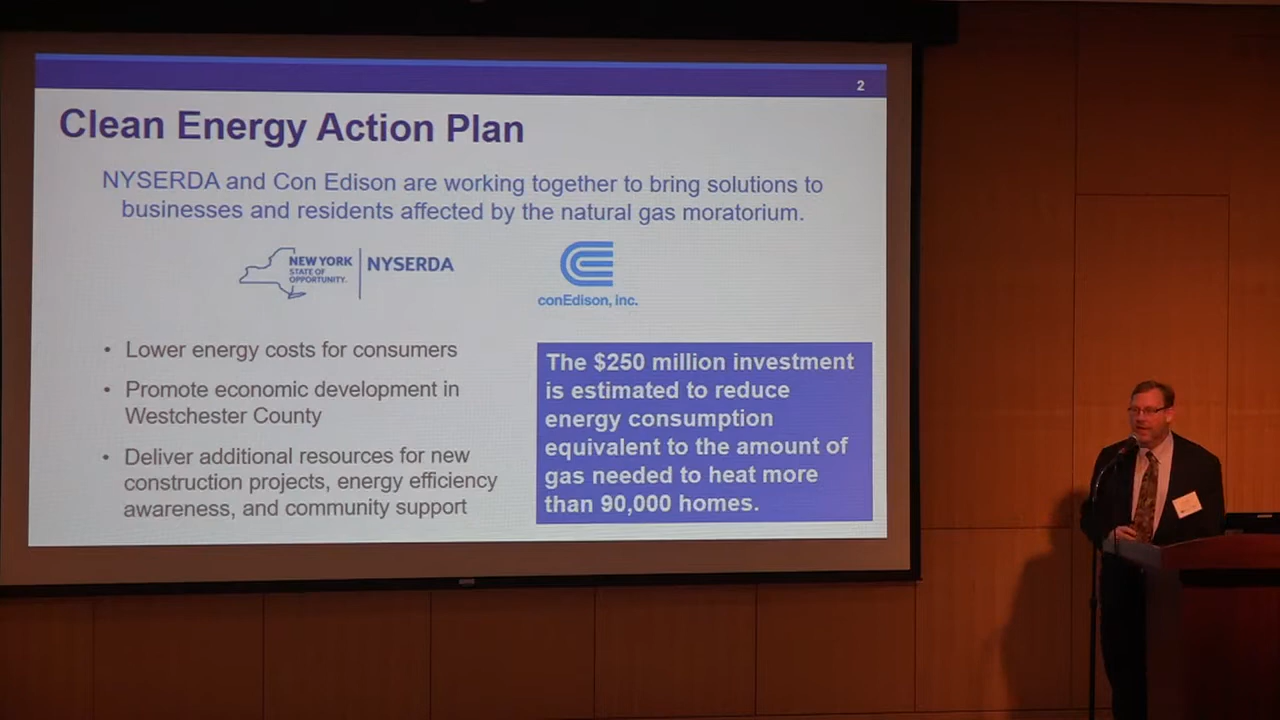 2
Clean Energy Action Plan
NYSERDA and Con Edison are working together to bring solutions to
businesses and residents affected by the natural gas moratorium.
NEW YORK
STATE OF
OPPORTUNITY.
NYSERDA
conEdison, inc.
• Lower energy costs for consumers
• Promote economic development in
Westchester County
• Deliver additional resources for new
construction projects, energy efficiency
awareness, and community support
The $250 million investment
is estimated to reduce
energy consumption
equivalent to the amount of
gas needed to heat more
than 90,000 homes.